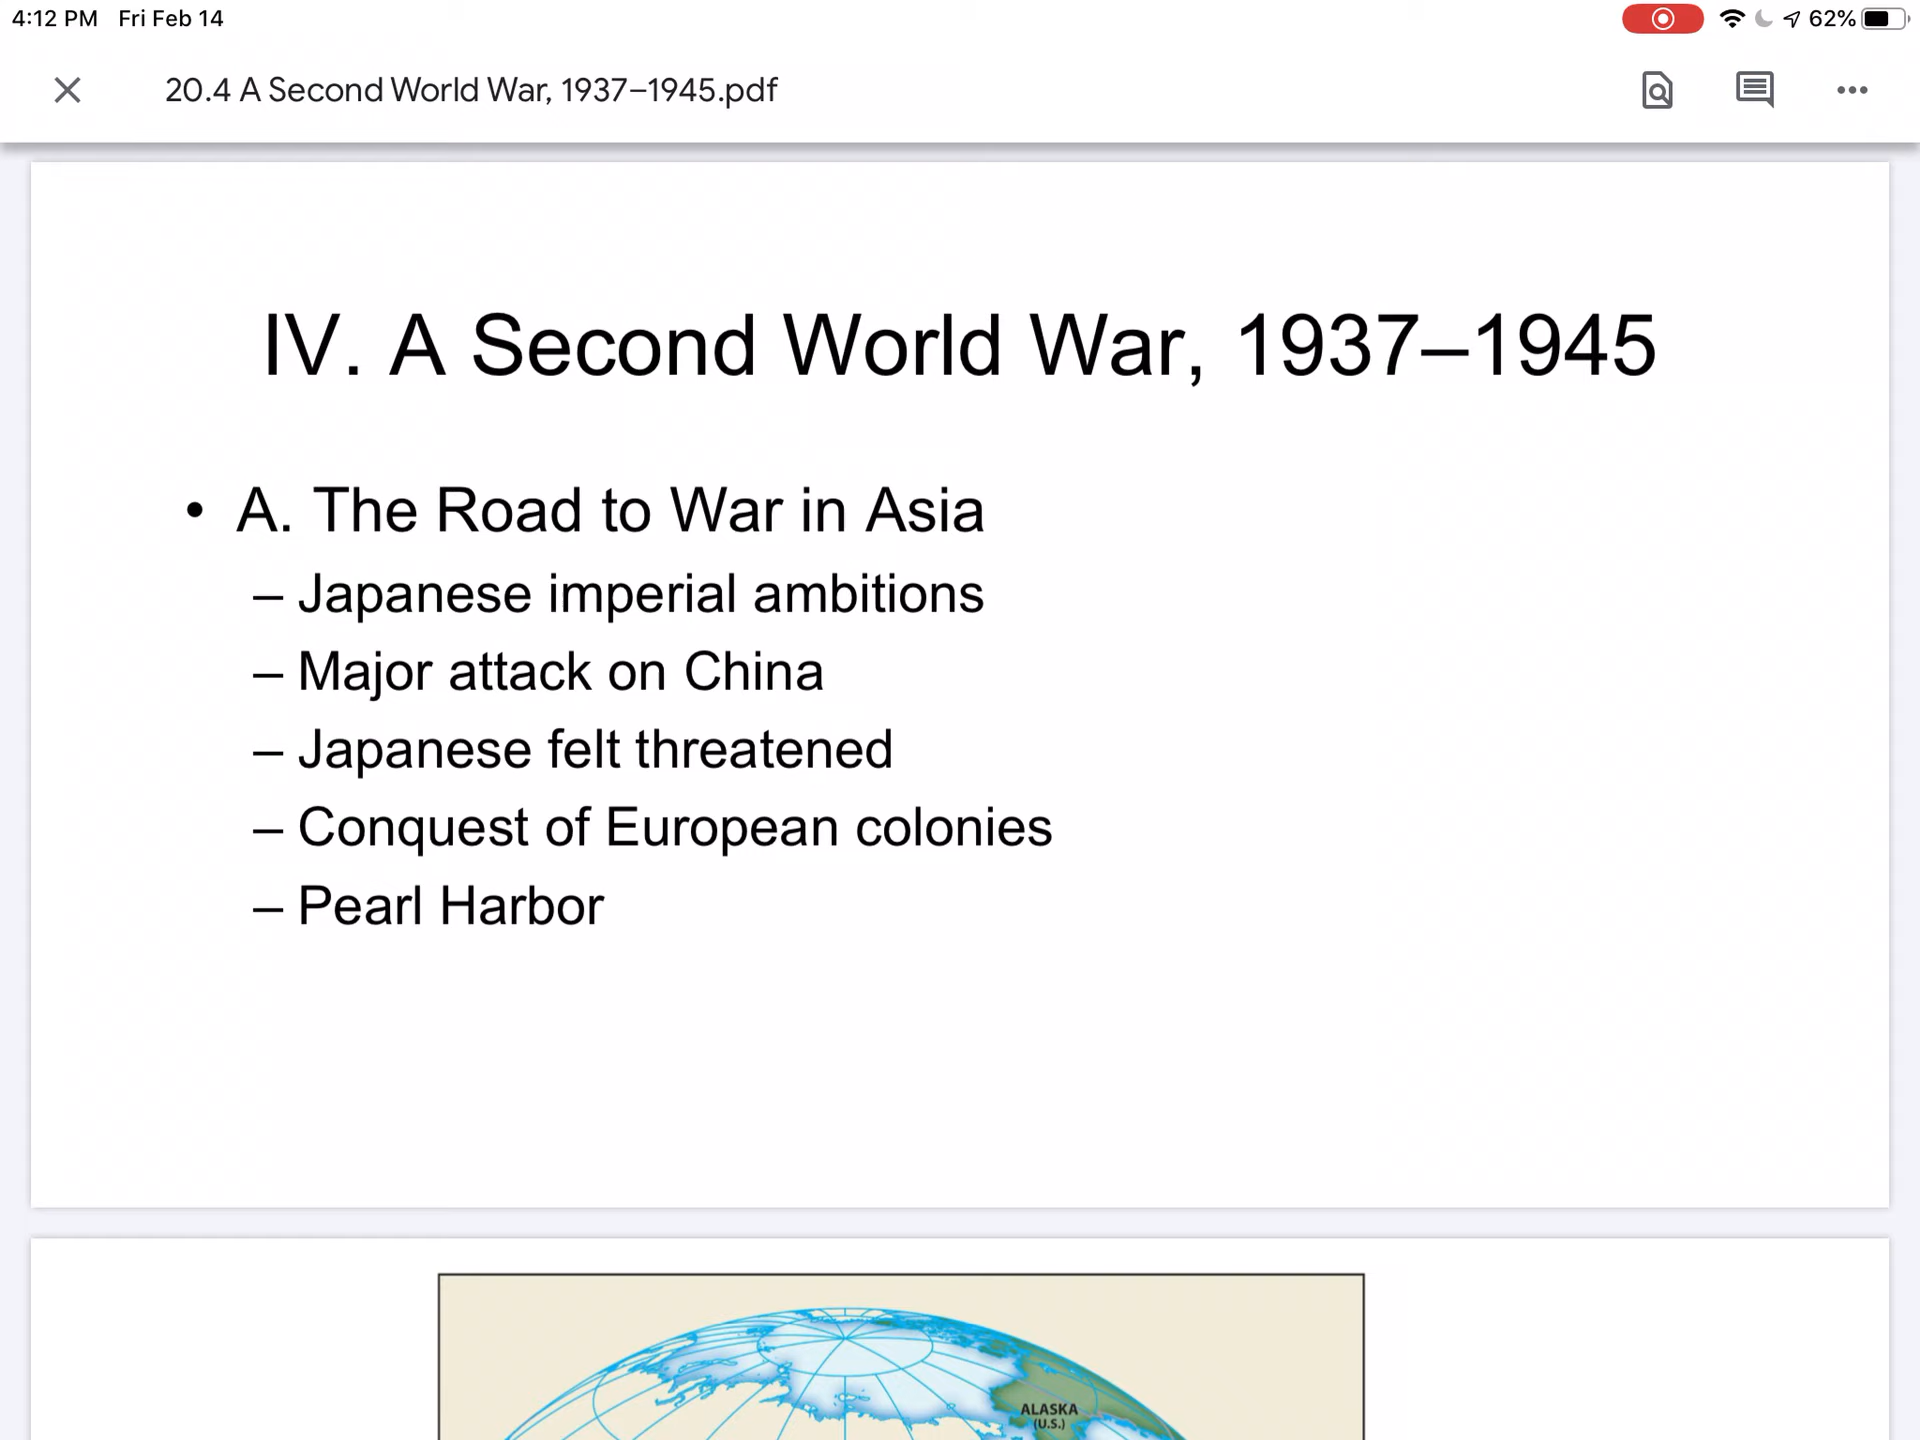 4:12 PM Fri Feb 14
62%
20.4 A Second World War, 1937–1945.pdf
IV. A Second World War, 1937–1945
• A. The Road to War in Asia
– Japanese imperial ambitions
– Major attack on China
– Japanese felt threatened
– Conquest of European colonies
– Pearl Harbor
ALASKA
(U.S.)